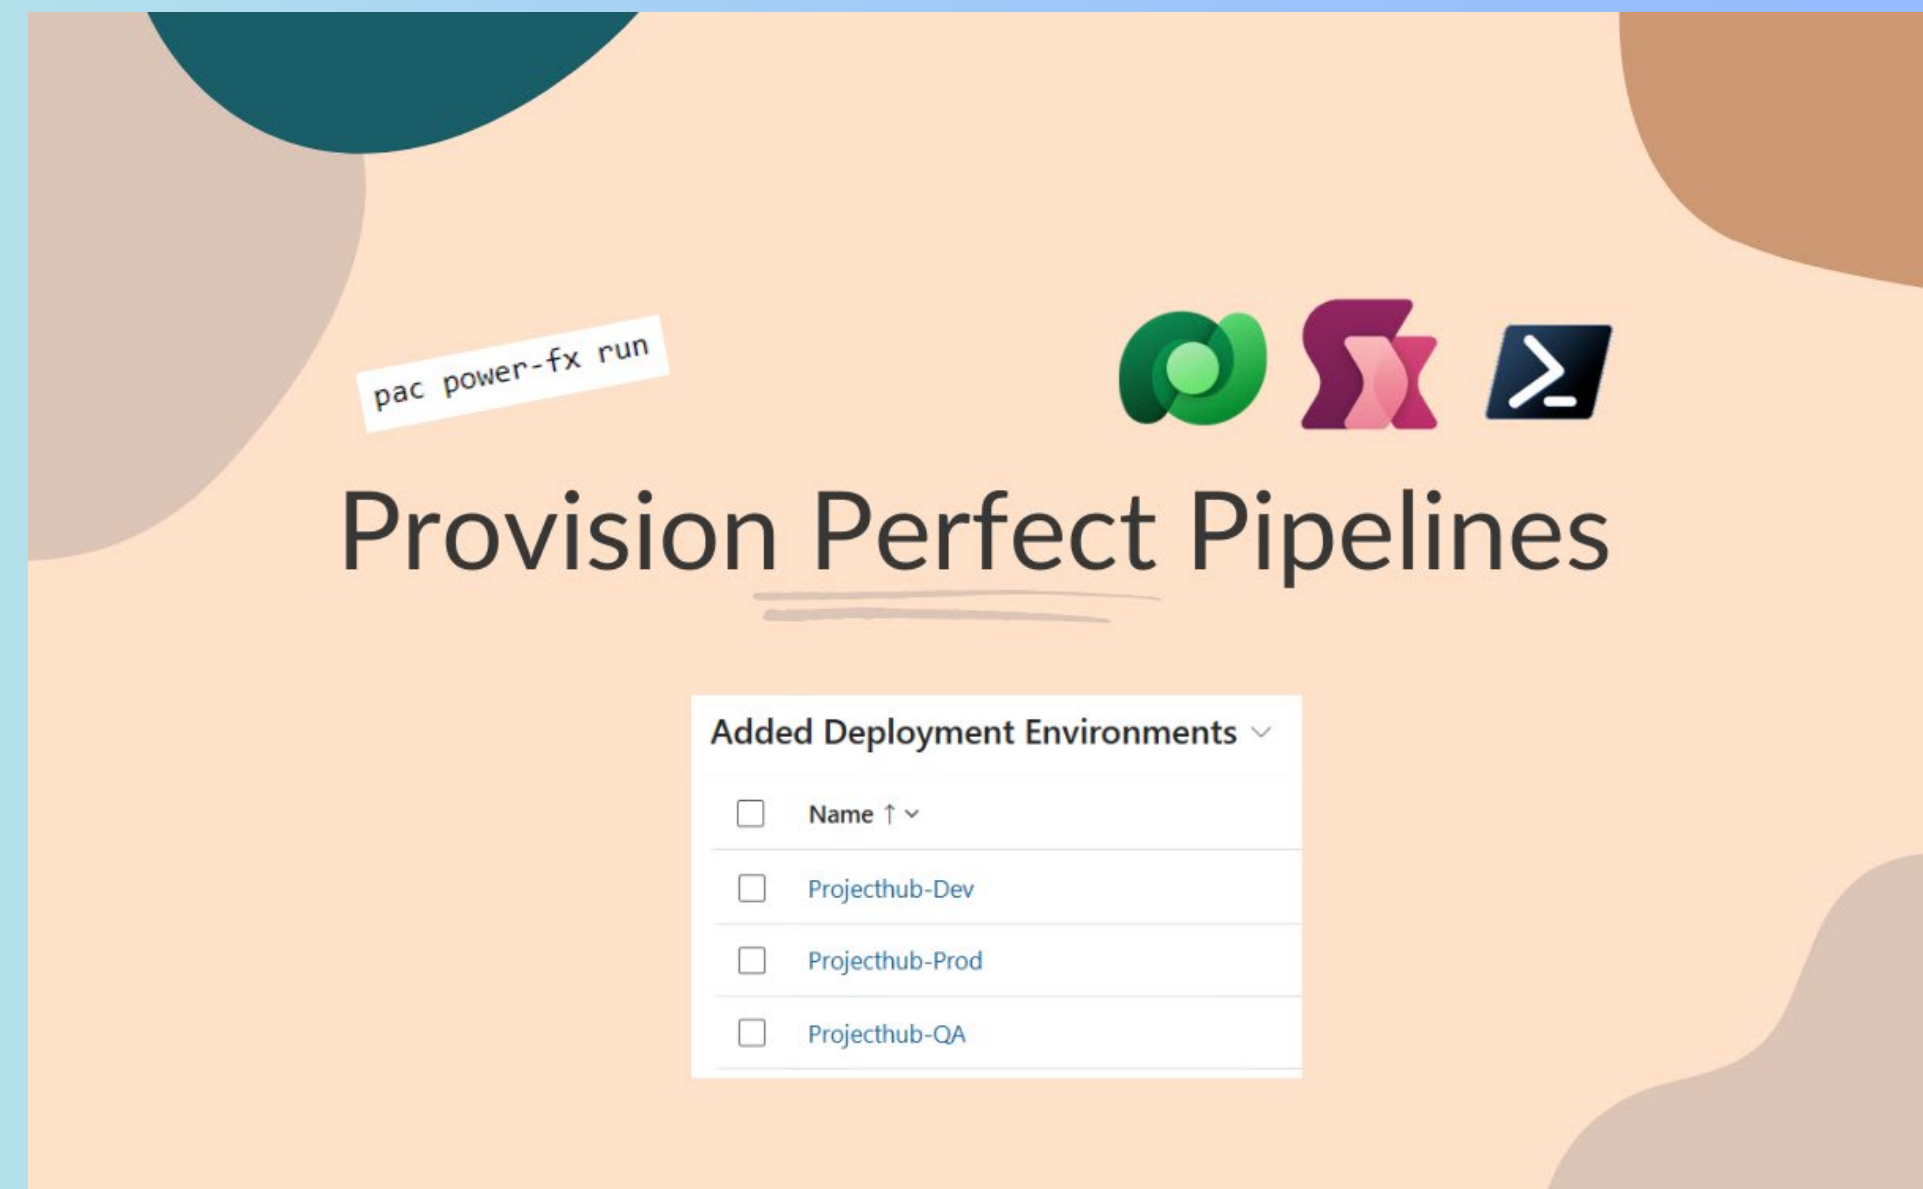 pac power-fx run
Provision Perfect Pipelines
Added Deployment Environments
Name
Projecthub-Dev
Projecthub-Prod
Projecthub-QA